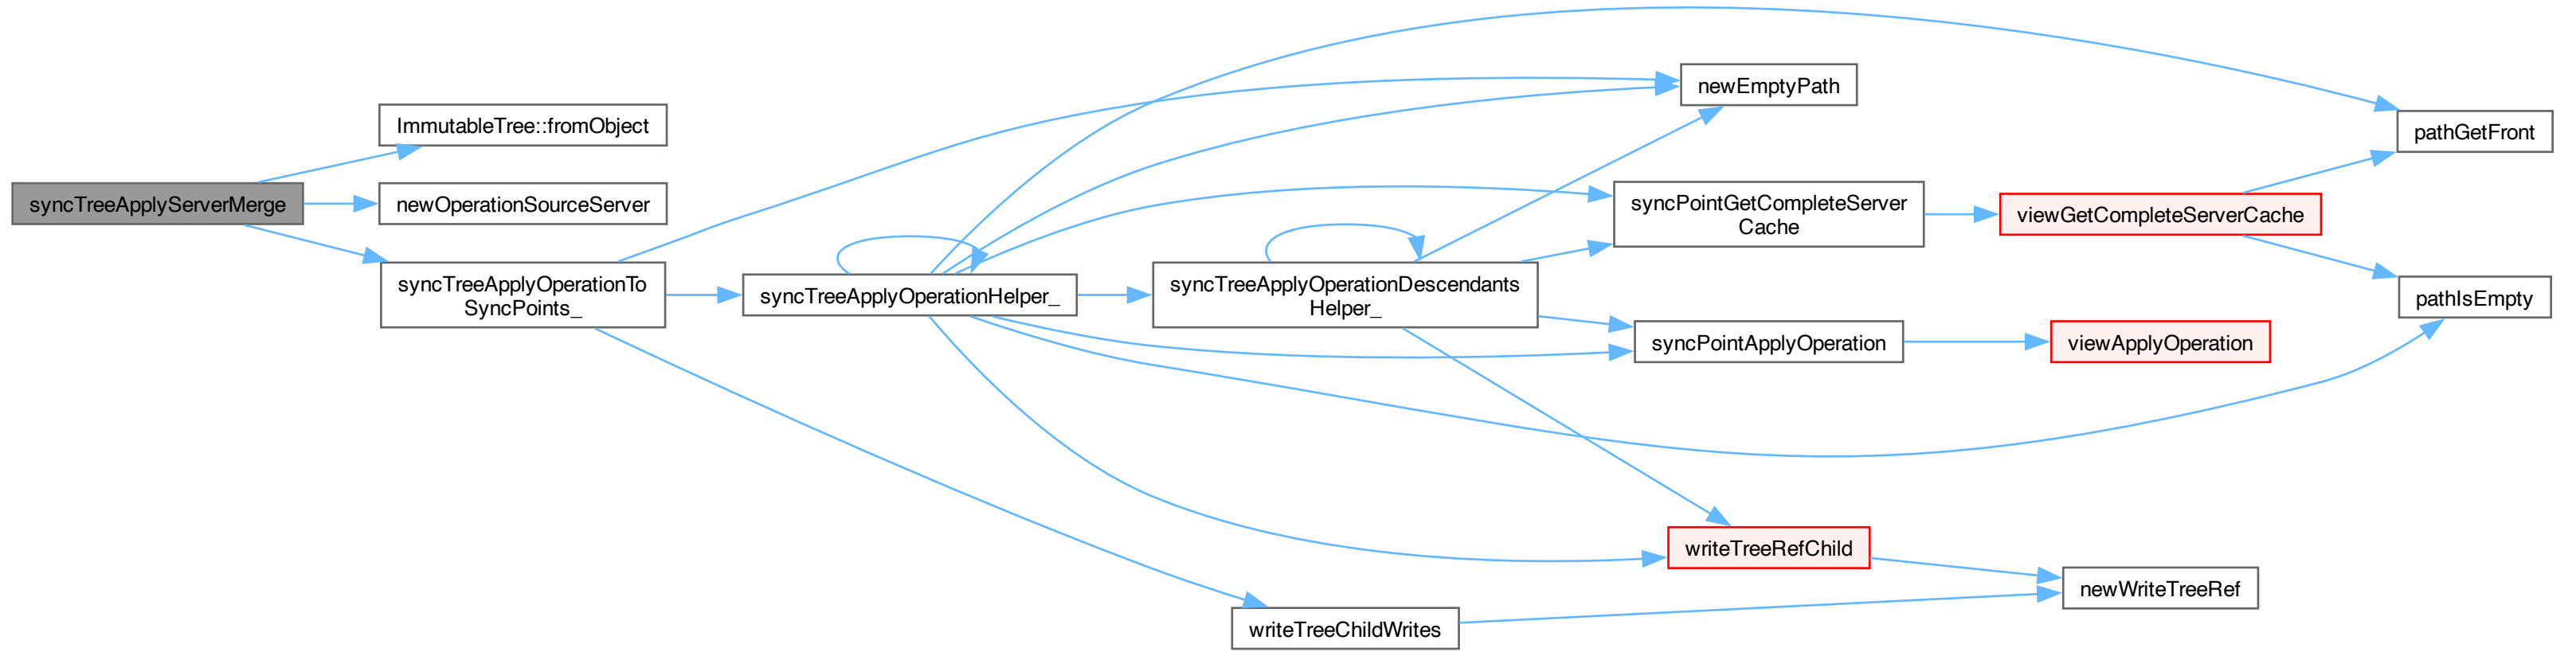 syncTreeApplyServerMerge
ImmutableTree::fromObject
newOperationSourceServer
syncTreeApplyOperationTo
SyncPoints_
syncTreeApplyOperationHelper_
syncTreeApplyOperationDescendants
Helper_
newEmptyPath
syncPointGetCompleteServer
Cache
syncPointApplyOperation
writeTreeRefChild
writeTreeChildWrites
viewGetCompleteServerCache
viewApplyOperation
newWriteTreeRef
pathGetFront
pathIsEmpty